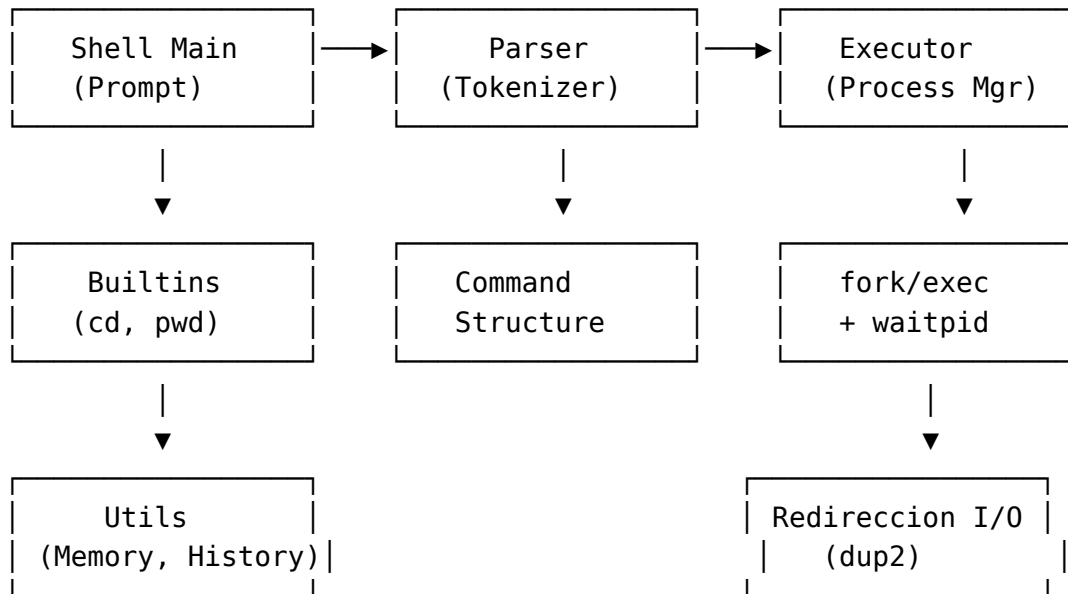 Shell Main
(Prompt)
Parser
(Tokenizer)
Executor
(Process Mgr)
Builtins
(cd, pwd)
Command
Structure
fork/exec
+ waitpid
Utils
(Memory, History)
Redireccion I/O
(dup2)